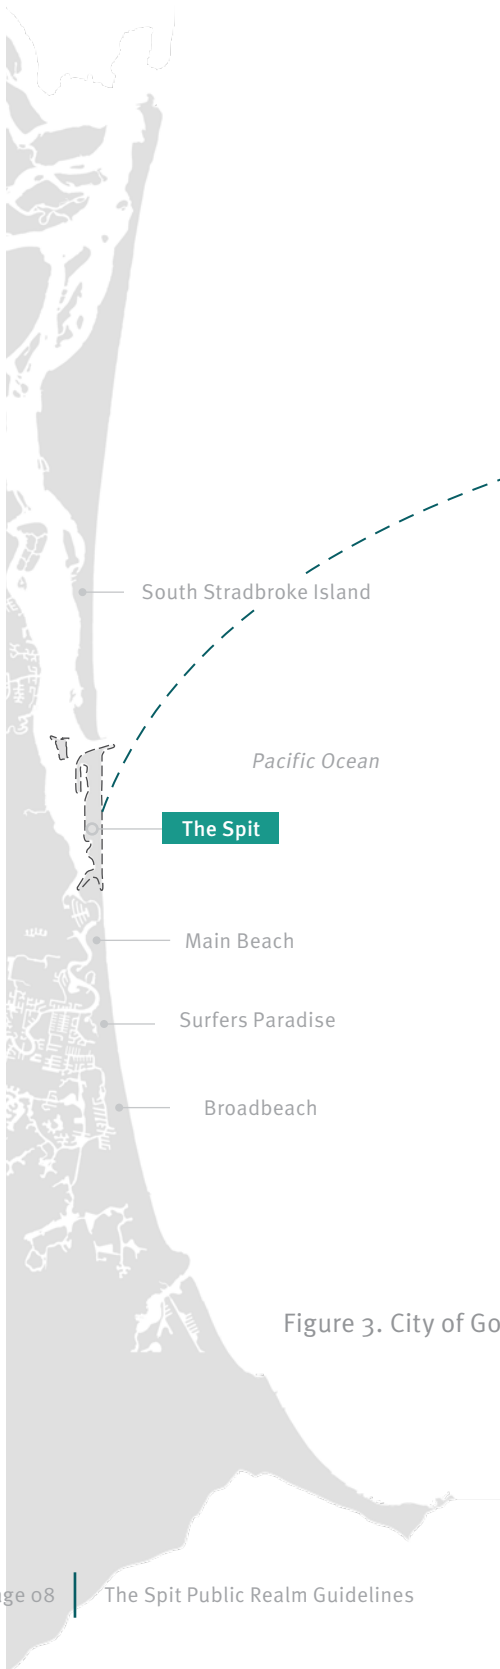 South Stradbroke Island
Pacific Ocean
The Spit
Main Beach
Surfers Paradise
Broadbeach
Figure 3. City of Go
ge 08
The Spit Public Realm Guidelines